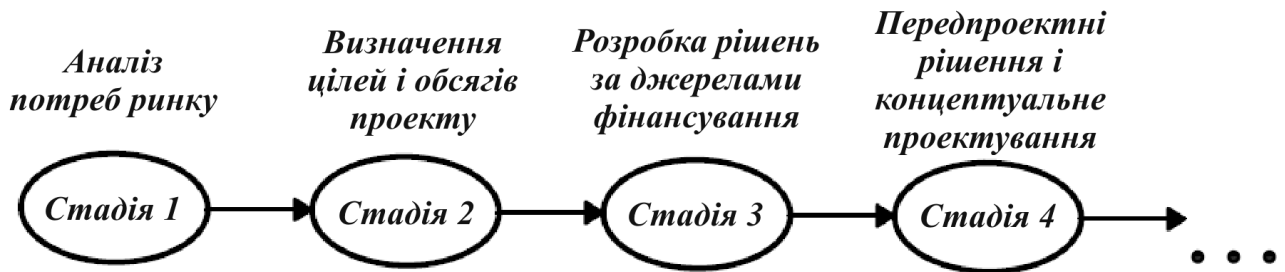 Аналіз
потреб ринку
Визначення
цілей і обсягів
проекту
Розробка рішень
за джерелами
фінансування
Передпроектні
рішення і
концептуальне
проектування
Стадія 1
Стадія 2
Стадія 3
Стадія 4